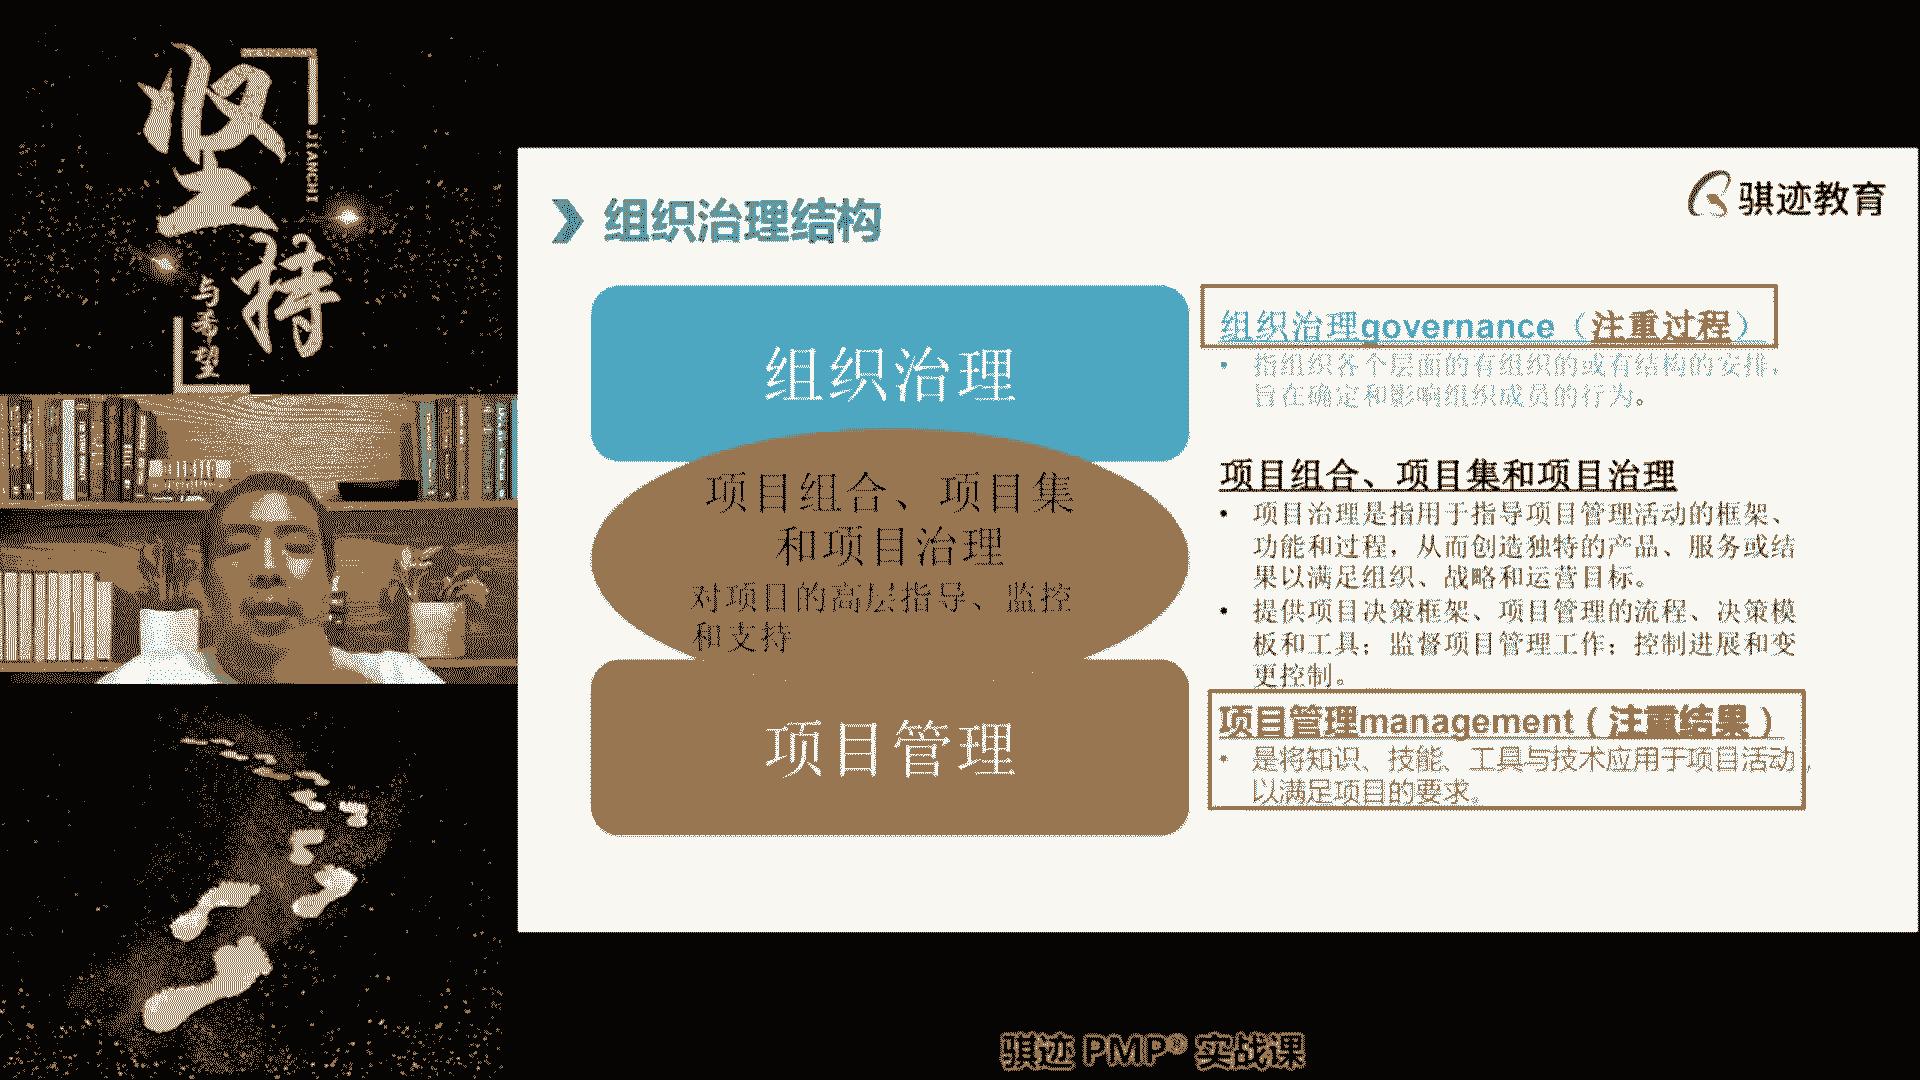 坚
持
JIANCHI
与希望
组织治理结构
骐迹教育
组织治理
项目组合、项目集
和项目治理
对项目的高层指导、监控
和支持
项目管理
组织治理governance（注重过程）
• 指组织各个层面的有组织的或有结构的安排，
旨在确定和影响组织成员的行为。
项目组合、项目集和项目治理
• 项目治理是指用于指导项目管理活动的框架、
功能和过程，从而创造独特的产品、服务或结
果以满足组织、战略和运营目标。
• 提供项目决策框架、项目管理的流程、决策模
板和工具；监督项目管理工作；控制进展和变
更控制。
项目管理management（注重结果）
• 是将知识、技能、工具与技术应用于项目活动，
以满足项目的要求。
骐迹 PMP® 实战课